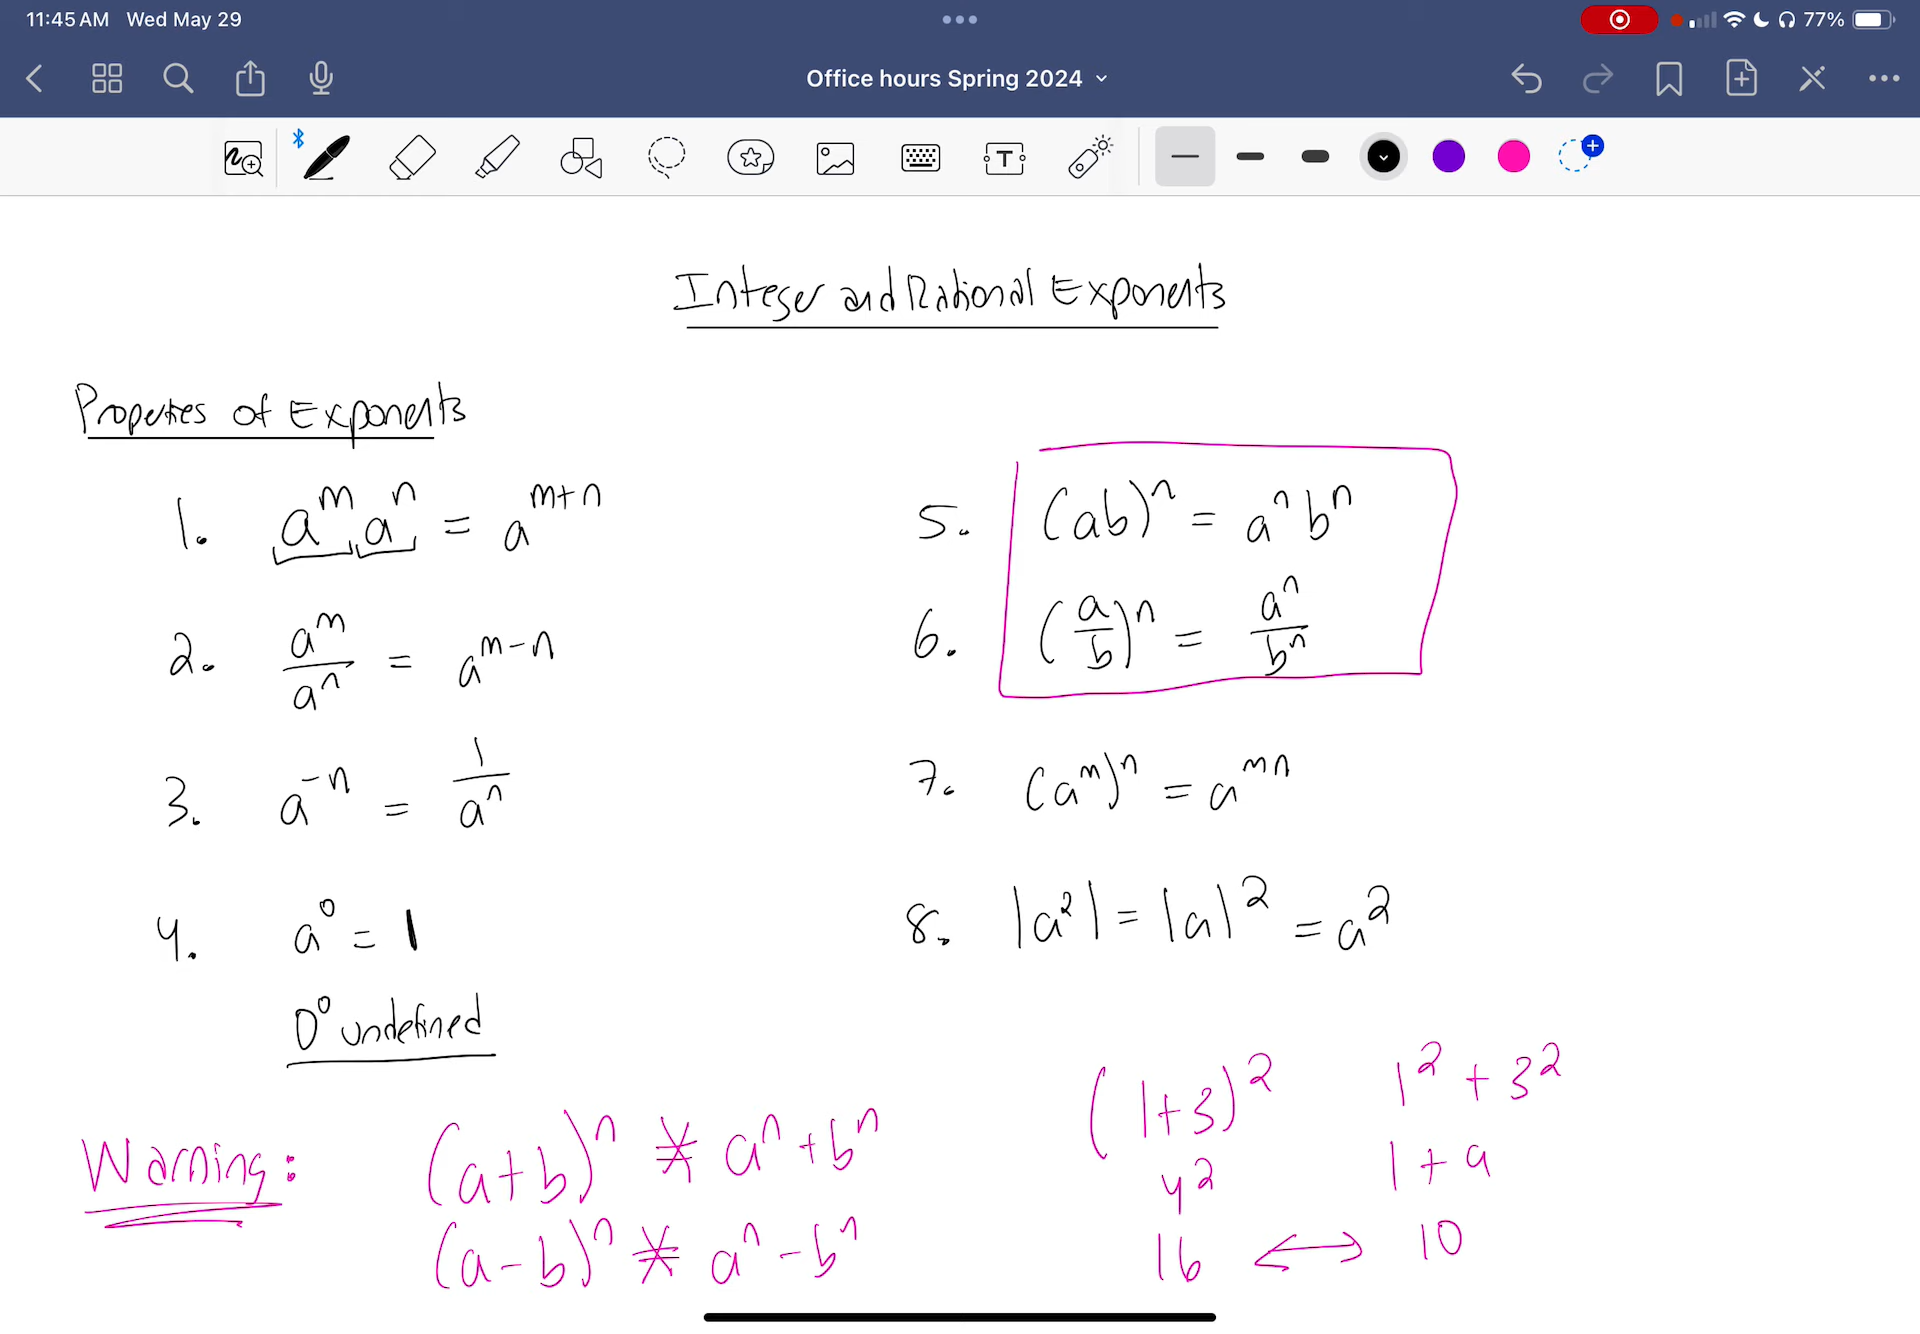 11:45 AM Wed May 29
77%
Office hours Spring 2024
T
Integer and Rational Exponents
Properties of Exponents
1. a^m a^n = a^(m+n)
2. a^m / a^n = a^(m-n)
3. a^(-n) = 1 / a^n
4. a^0 = 1
0^0 undefined
5. (ab)^n = a^n b^n
6. (a/b)^n = a^n / b^n
7. (a^m)^n = a^(mn)
8. |a^2| = |a|^2 = a^2
Warning: (a+b)^n ≠ a^n + b^n
(a-b)^n ≠ a^n - b^n
(1+3)^2 1^2 + 3^2
4^2 1 + 9
16 ↔ 10